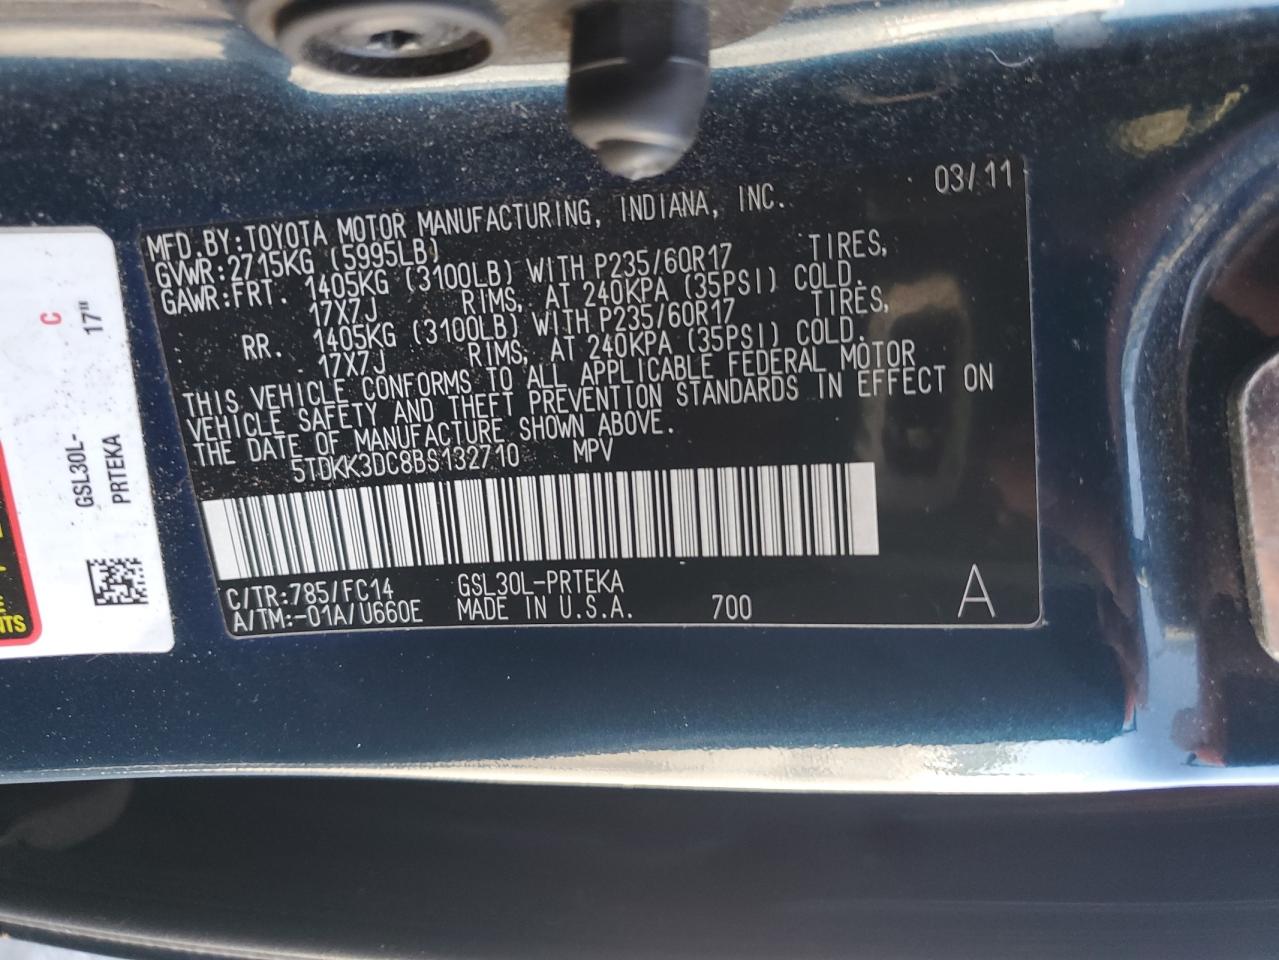 03/11
MFD.BY:TOYOTA MOTOR MANUFACTURING, INDIANA, INC.
GVWR:2715KG (5995LB)
GAWR:FRT. 1405KG (3100LB) WITH P235/60R17 TIRES,
17X7J RIMS, AT 240KPA (35PSI) COLD.
RR. 1405KG (3100LB) WITH P235/60R17 TIRES,
17X7J RIMS, AT 240KPA (35PSI) COLD.
THIS VEHICLE CONFORMS TO ALL APPLICABLE FEDERAL MOTOR
VEHICLE SAFETY AND THEFT PREVENTION STANDARDS IN EFFECT ON
THE DATE OF MANUFACTURE SHOWN ABOVE.
5TDKK3DC8BS132710 MPV
C/TR:785/FC14 GSL30L-PRTEKA
A/TM:-01A/U660E MADE IN U.S.A. 700 A
C
17"
GSL30L-
PRTEKA